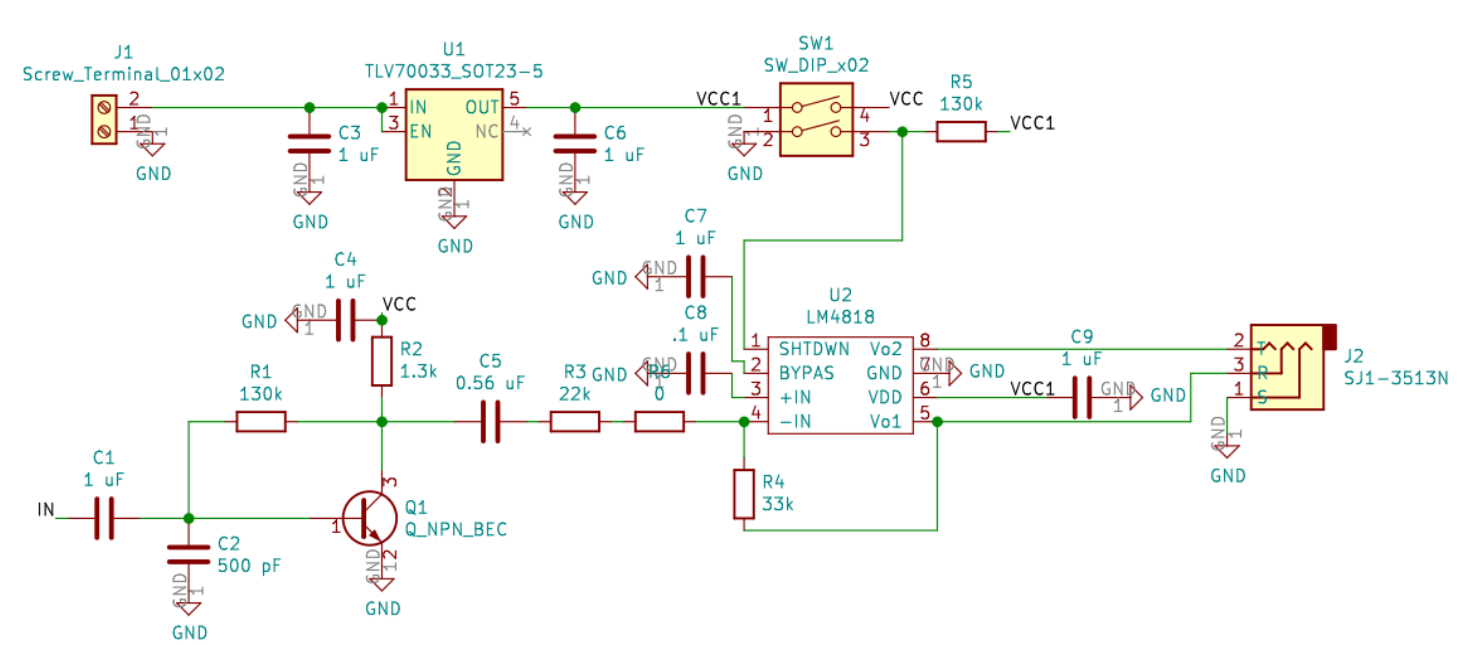 J1
Screw_Terminal_01x02
2
1
GND
1
GND
C3
1 uF
GND
1
GND
U1
TLV70033_SOT23-5
1
IN
OUT
5
3
EN
NC
4
GND
2
GND
1
GND
C6
1 uF
GND
1
GND
SW1
SW_DIP_x02
VCC1
VCC
1
4
GND
1
2
3
GND
R5
130k
VCC1
C7
1 uF
GND
GND
1
C4
1 uF
GND
GND
1
VCC
R2
1.3k
C8
.1 uF
GND
GND
1
U2
LM4818
1
SHTDWN
Vo2
8
2
BYPAS
GND
7
3
+IN
VDD
6
4
-IN
Vo1
5
GND
1
GND
VCC1
C9
1 uF
GND
1
GND
2
T
3
R
1
S
J2
SJ1-3513N
GND
1
GND
R1
130k
C5
0.56 uF
R3
22k
R6
0
R4
33k
C1
1 uF
IN
C2
500 pF
GND
1
GND
3
1
Q1
Q_NPN_BEC
2
GND
1
GND